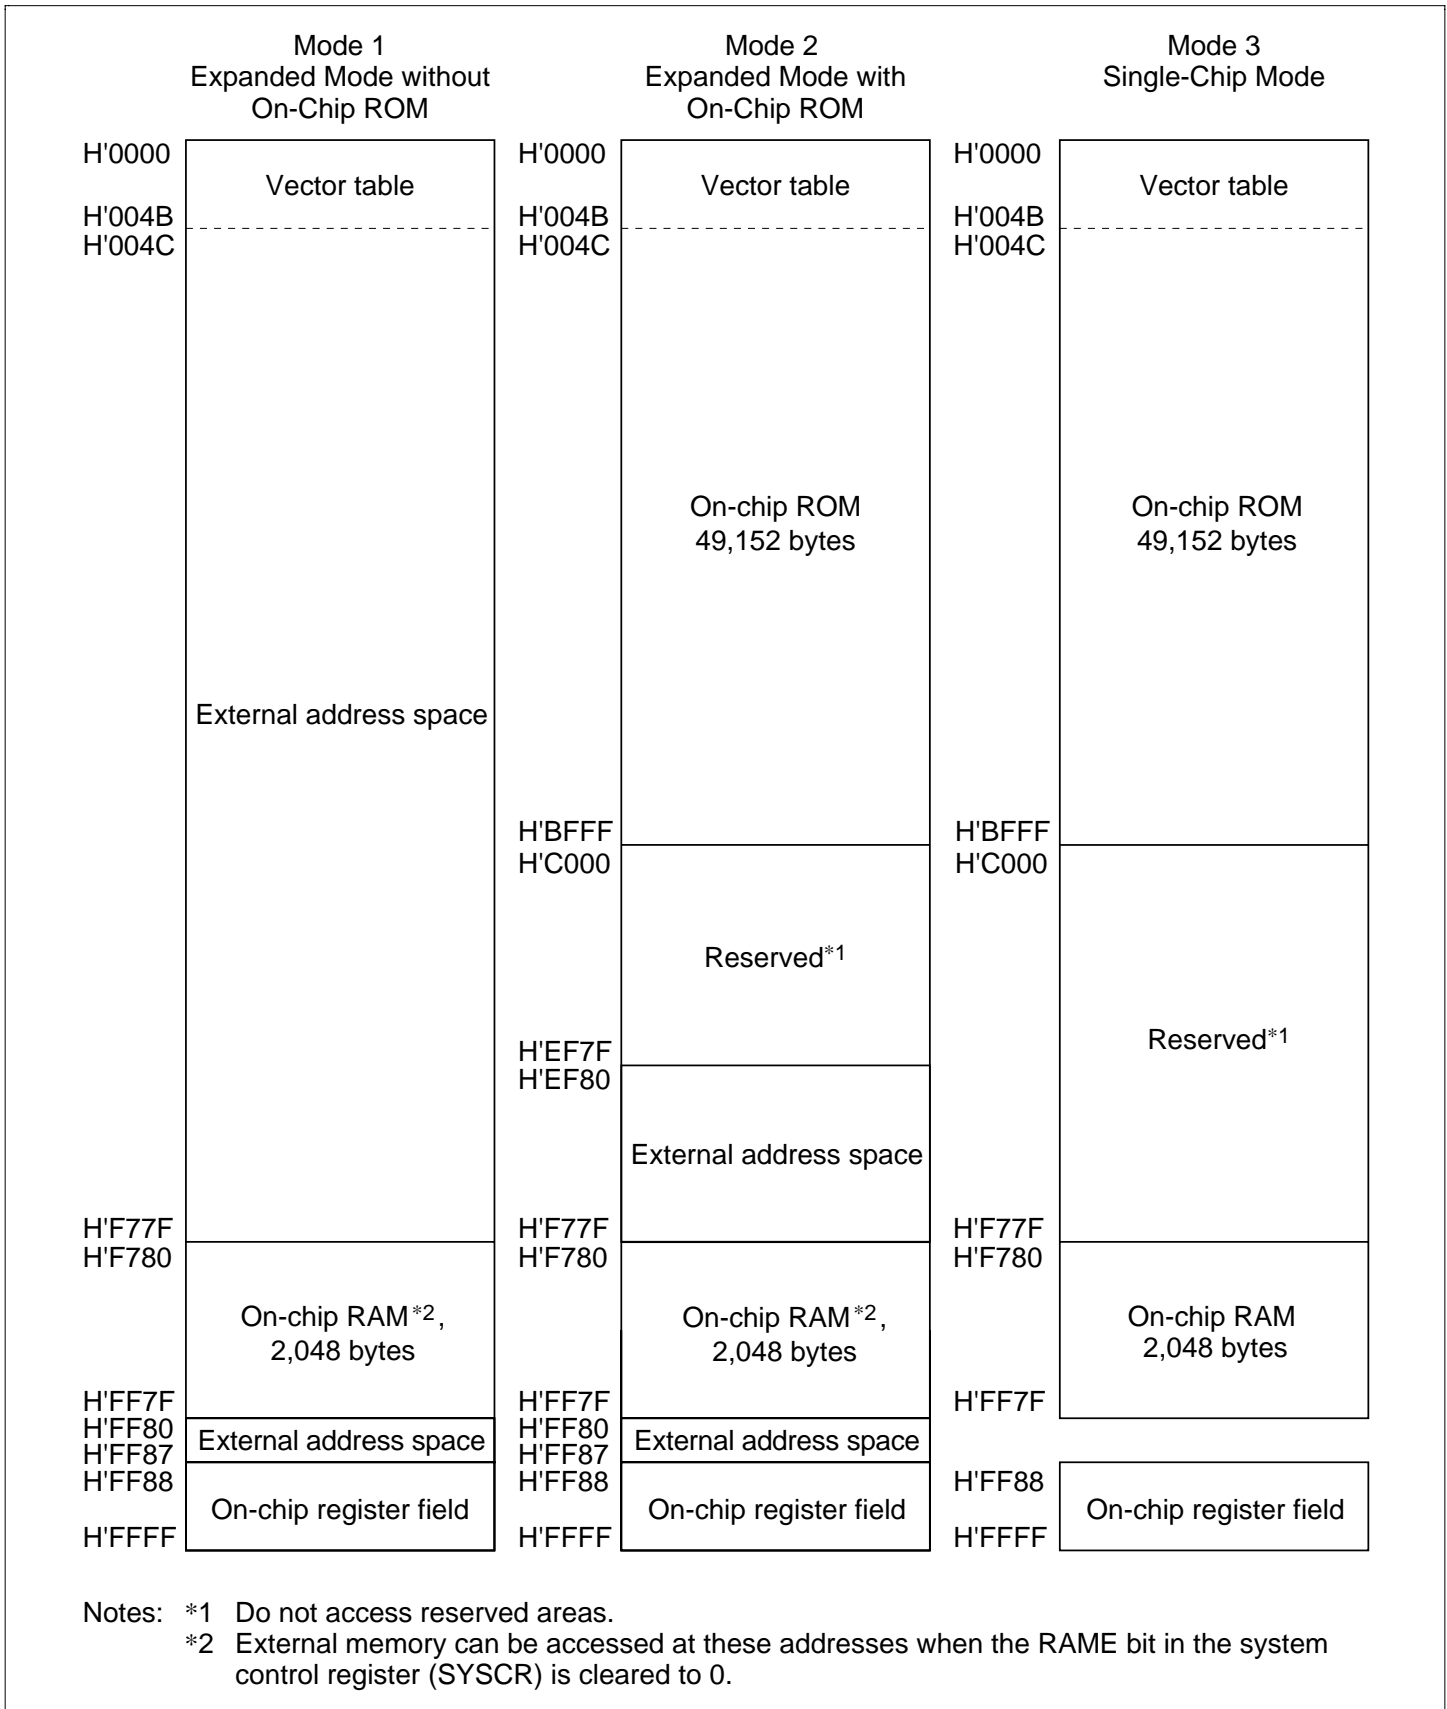 Mode 1
Expanded Mode without
On-Chip ROM
Mode 2
Expanded Mode with
On-Chip ROM
Mode 3
Single-Chip Mode
H'0000
Vector table
H'004B
H'004C
External address space
H'F77F
H'F780
On-chip RAM*2,
2,048 bytes
H'FF7F
H'FF80
External address space
H'FF87
H'FF88
On-chip register field
H'FFFF
H'0000
Vector table
H'004B
H'004C
On-chip ROM
49,152 bytes
H'BFFF
H'C000
Reserved*1
H'EF7F
H'EF80
External address space
H'F77F
H'F780
On-chip RAM*2,
2,048 bytes
H'FF7F
H'FF80
External address space
H'FF87
H'FF88
On-chip register field
H'FFFF
H'0000
Vector table
H'004B
H'004C
On-chip ROM
49,152 bytes
H'BFFF
H'C000
Reserved*1
H'F77F
H'F780
On-chip RAM
2,048 bytes
H'FF7F
H'FF88
On-chip register field
H'FFFF
Notes: *1 Do not access reserved areas.
*2 External memory can be accessed at these addresses when the RAME bit in the system
control register (SYSCR) is cleared to 0.